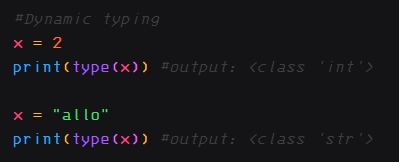 #Dynamic typing
x = 2
print(type(x)) #output: <class 'int'>
x = "allo"
print(type(x)) #output: <class 'str'>